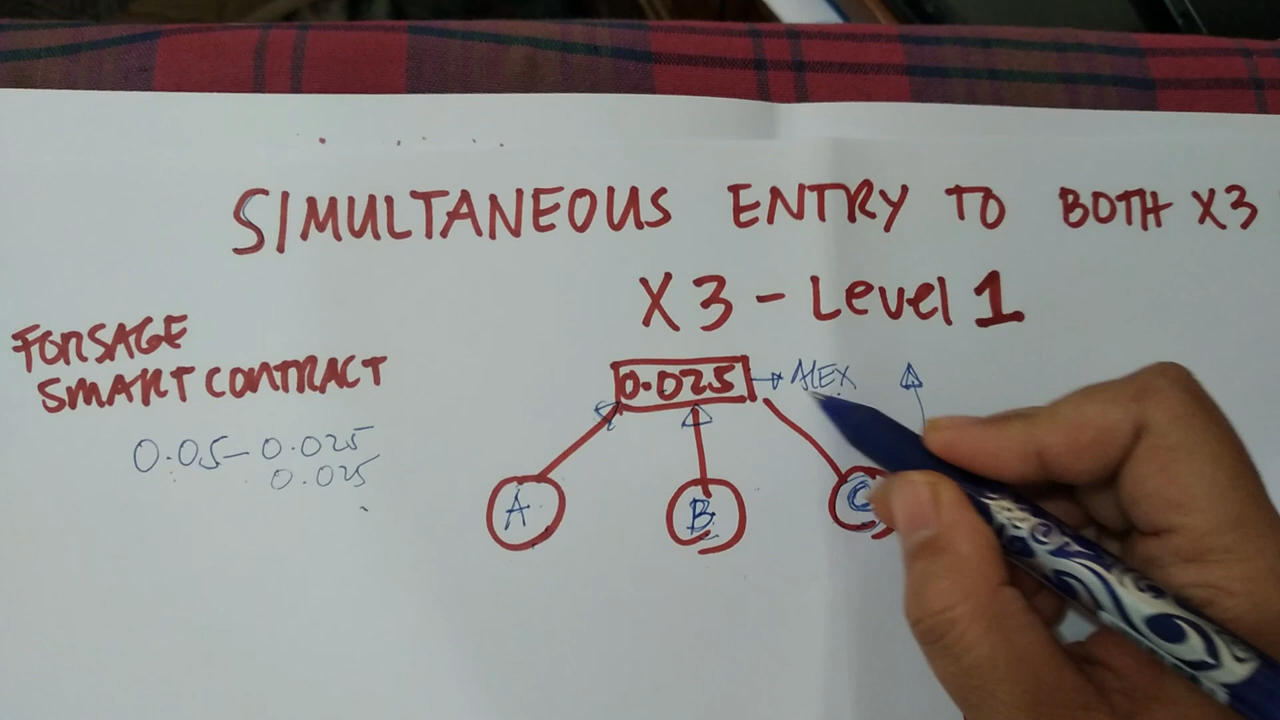 SIMULTANEOUS ENTRY TO BOTH X3
X3 - Level 1
FORSAGE
SMART CONTRACT
0.05 - 0.025
0.025
0.025 → ALEX
A B C